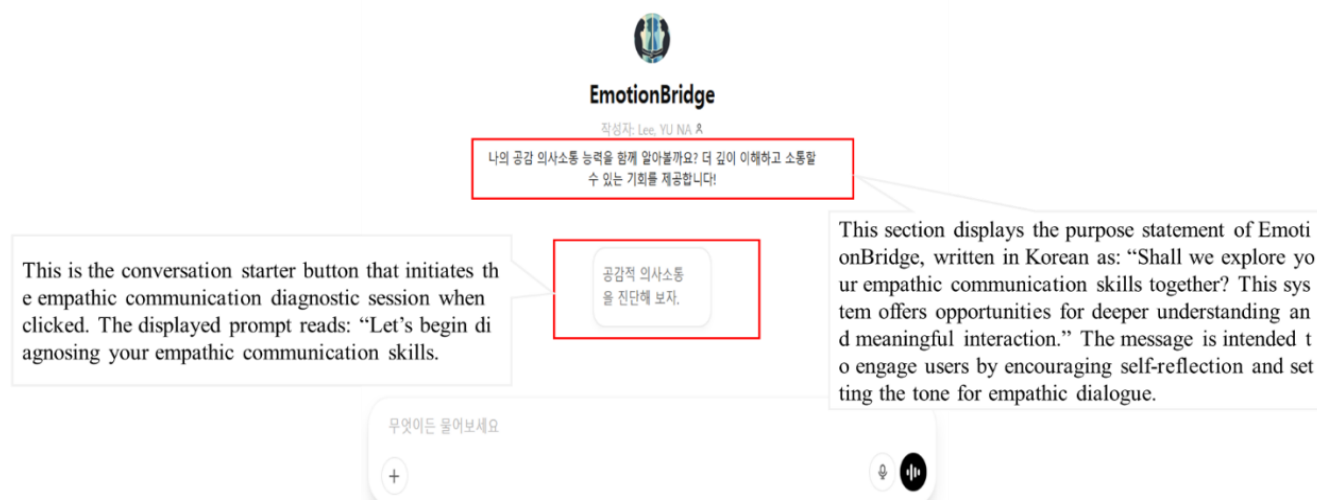 EmotionBridge
작성자: Lee, YU NA
나의 공감 의사소통 능력을 함께 알아볼까요? 더 깊이 이해하고 소통할
수 있는 기회를 제공합니다!
This is the conversation starter button that initiates th
e empathic communication diagnostic session when
clicked. The displayed prompt reads: “Let’s begin di
agnosing your empathic communication skills.
공감적 의사소통
을 진단해 보자.
This section displays the purpose statement of Emoti
onBridge, written in Korean as: “Shall we explore yo
ur empathic communication skills together? This sys
tem offers opportunities for deeper understanding an
d meaningful interaction.” The message is intended t
o engage users by encouraging self-reflection and set
ting the tone for empathic dialogue.
무엇이든 물어보세요